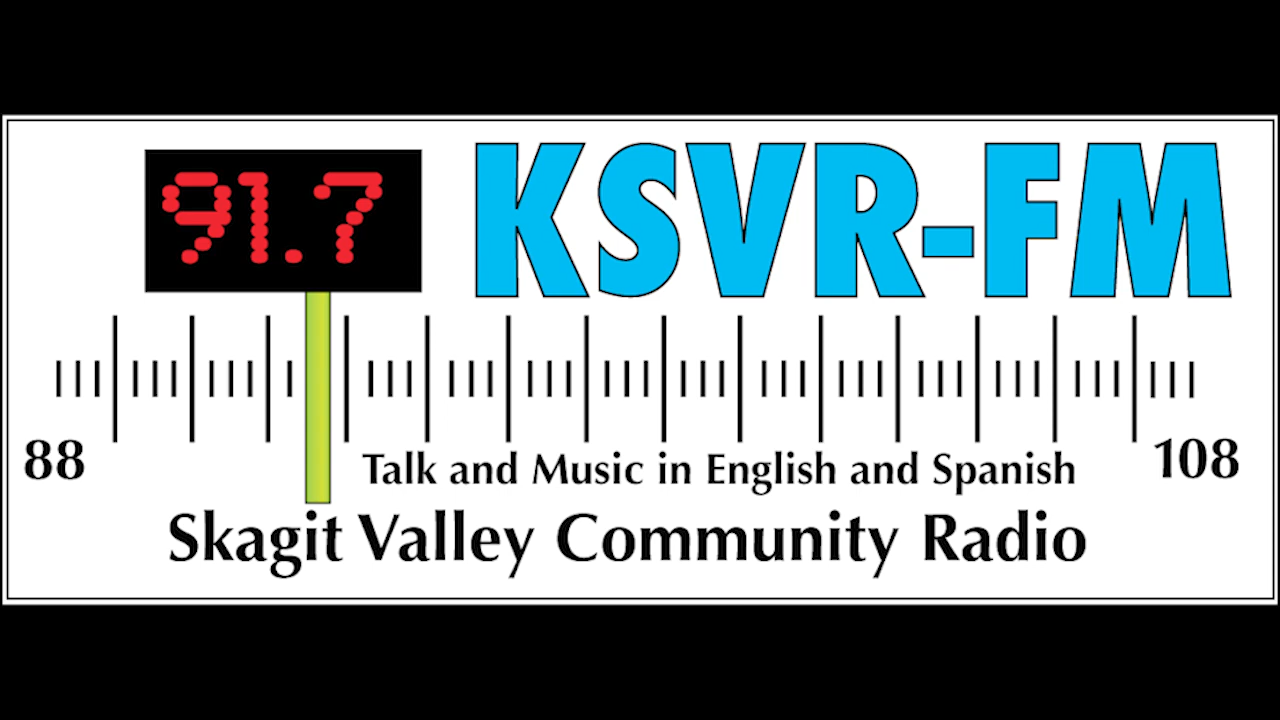 91.7 KSVR-FM
88 108
Talk and Music in English and Spanish
Skagit Valley Community Radio